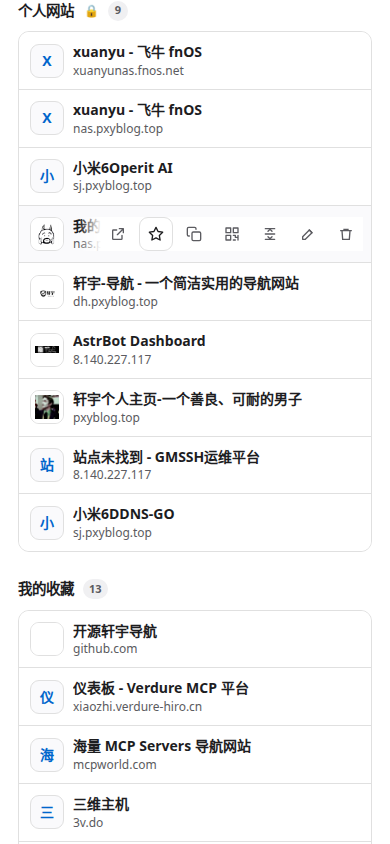 个人网站 🔒 9
X
xuanyu - 飞牛 fnOS
xuanyunas.fnos.net
X
xuanyu - 飞牛 fnOS
nas.pxyblog.top
小
小米6Operit AI
sj.pxyblog.top
我的
nas.
轩宇-导航 - 一个简洁实用的导航网站
dh.pxyblog.top
AstrBot Dashboard
8.140.227.117
轩宇个人主页-一个善良、可耐的男子
pxyblog.top
站
站点未找到 - GMSSH运维平台
8.140.227.117
小
小米6DDNS-GO
sj.pxyblog.top
我的收藏 13
开源轩宇导航
github.com
仪
仪表板 - Verdure MCP 平台
xiaozhi.verdure-hiro.cn
海
海量 MCP Servers 导航网站
mcpworld.com
三
三维主机
3v.do